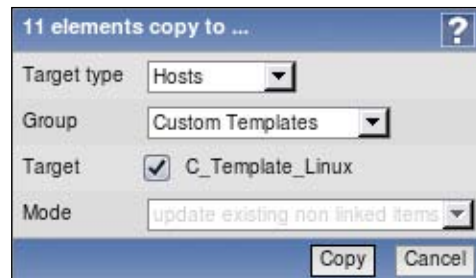 11 elements copy to ...
?
Target type Hosts
Group Custom Templates
Target C_Template_Linux
Mode update existing non linked items
Copy Cancel